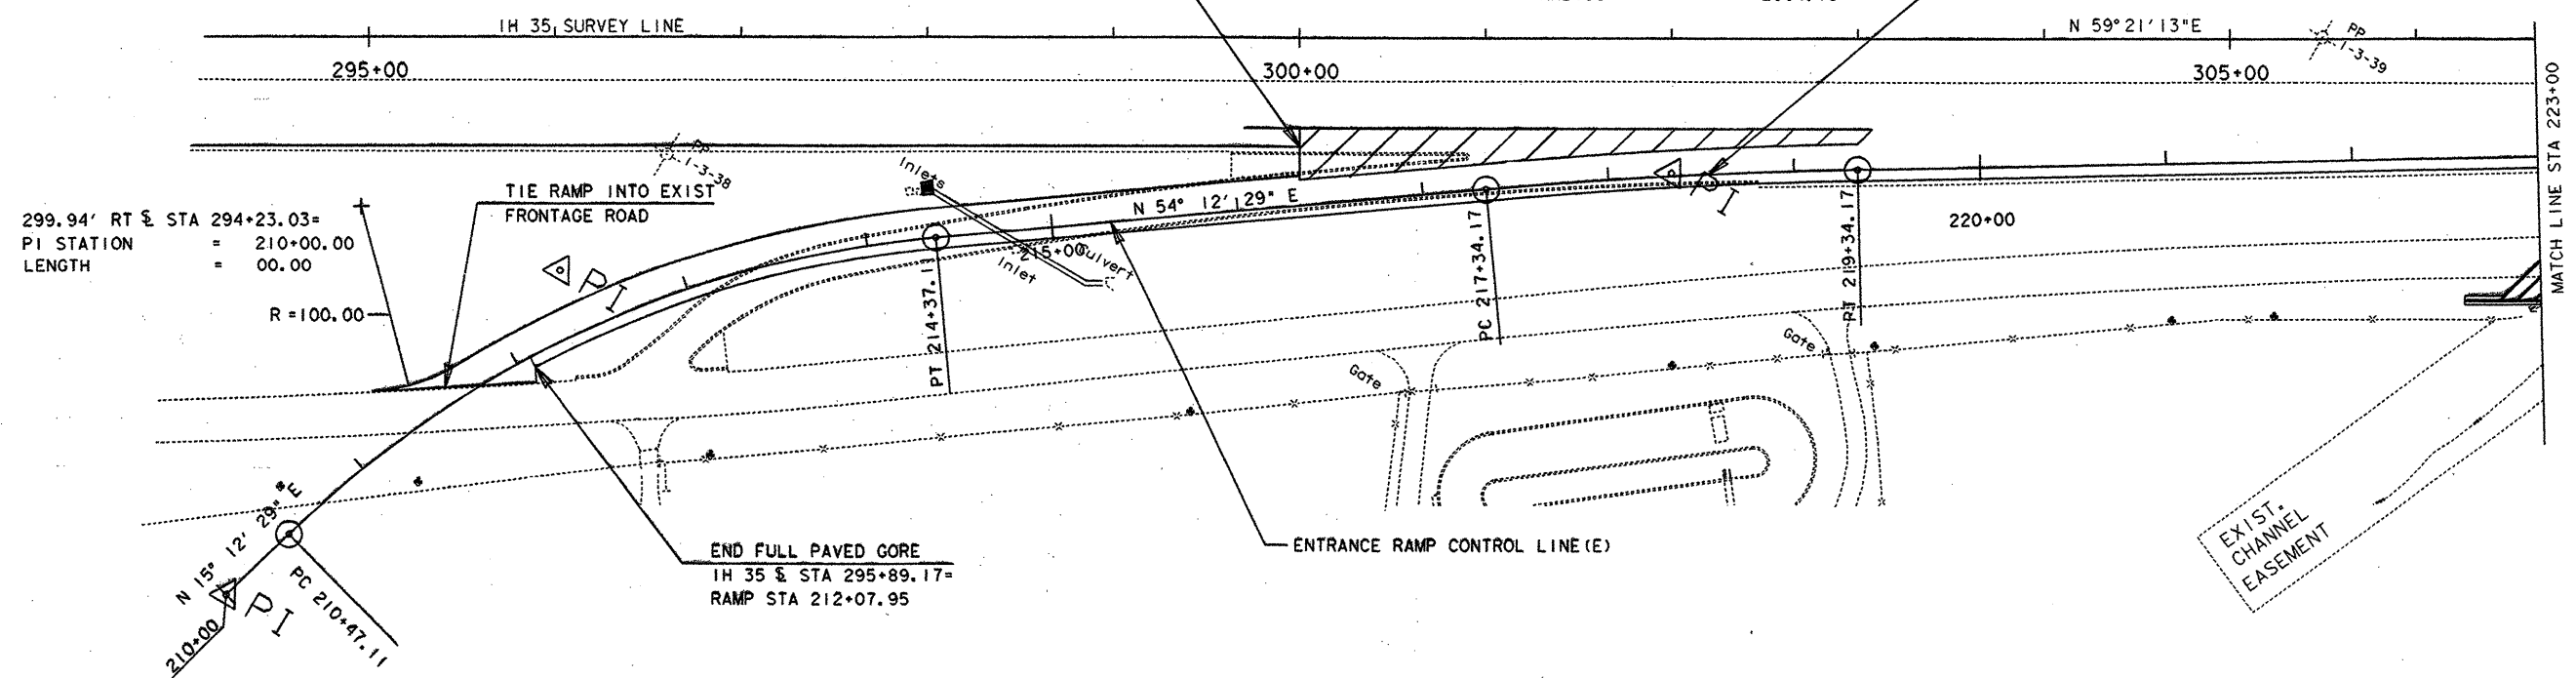 IH 35 SURVEY LINE
N 59° 21' 13"E
PP
1-3-39
295+00
300+00
305+00
MATCH LINE STA 223+00
PP
1-3-38
Inlets
TIE RAMP INTO EXIST
FRONTAGE ROAD
N 54° 12' 29" E
299.94' RT ℄ STA 294+23.03=
PI STATION = 210+00.00
LENGTH = 00.00
R =100.00
PI
PI
220+00
215+00
Culvert
Inlet
PT 214+37.1
PC 217+34.17
PT 219+34.17
Gate
Gate
N 15° 12' 29" E
PC 210+47.11
PI
210+00
END FULL PAVED GORE
IH 35 ℄ STA 295+89.17=
RAMP STA 212+07.95
ENTRANCE RAMP CONTROL LINE(E)
EXIST.
CHANNEL
EASEMENT